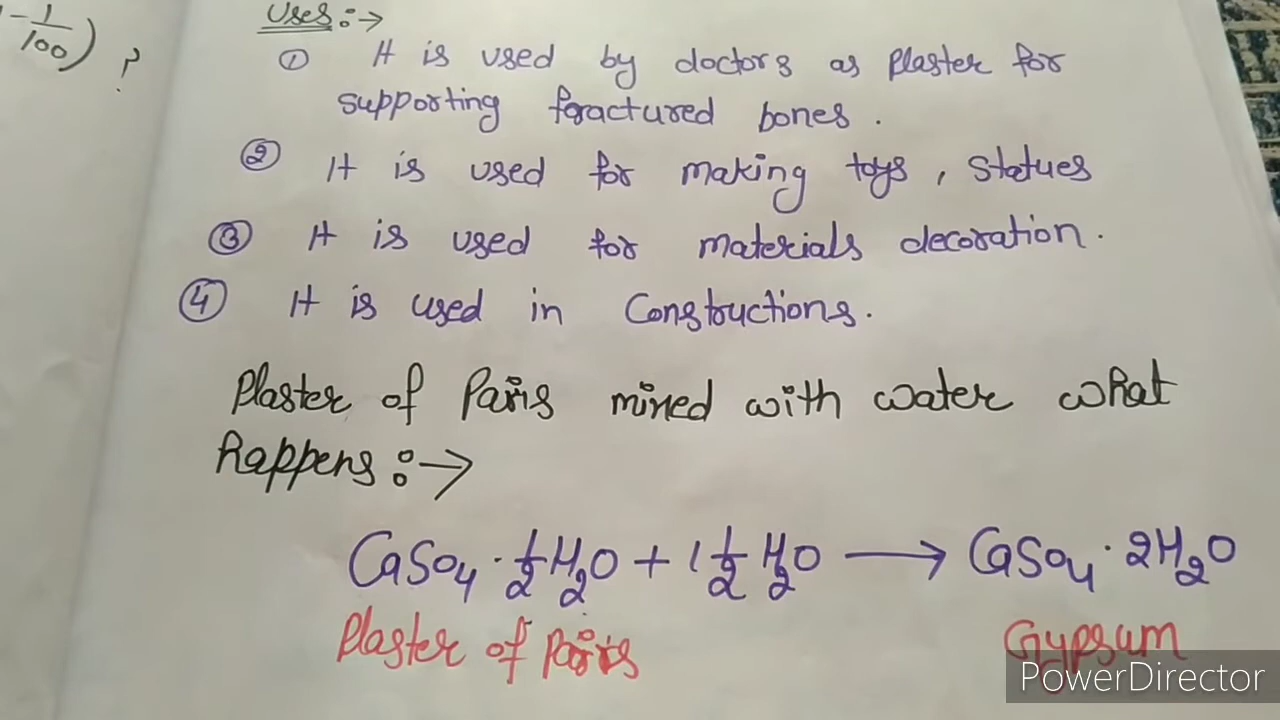 -1/100) ?
Uses :→
① It is used by doctors as plaster for
supporting fractured bones.
② It is used for making toys, statues
③ It is used for materials decoration.
④ It is used in Constructions.
Plaster of Paris mixed with water what
happens :→
CaSO₄·½H₂O + 1½H₂O ⟶ CaSO₄·2H₂O
Plaster of Paris Gypsum
PowerDirector